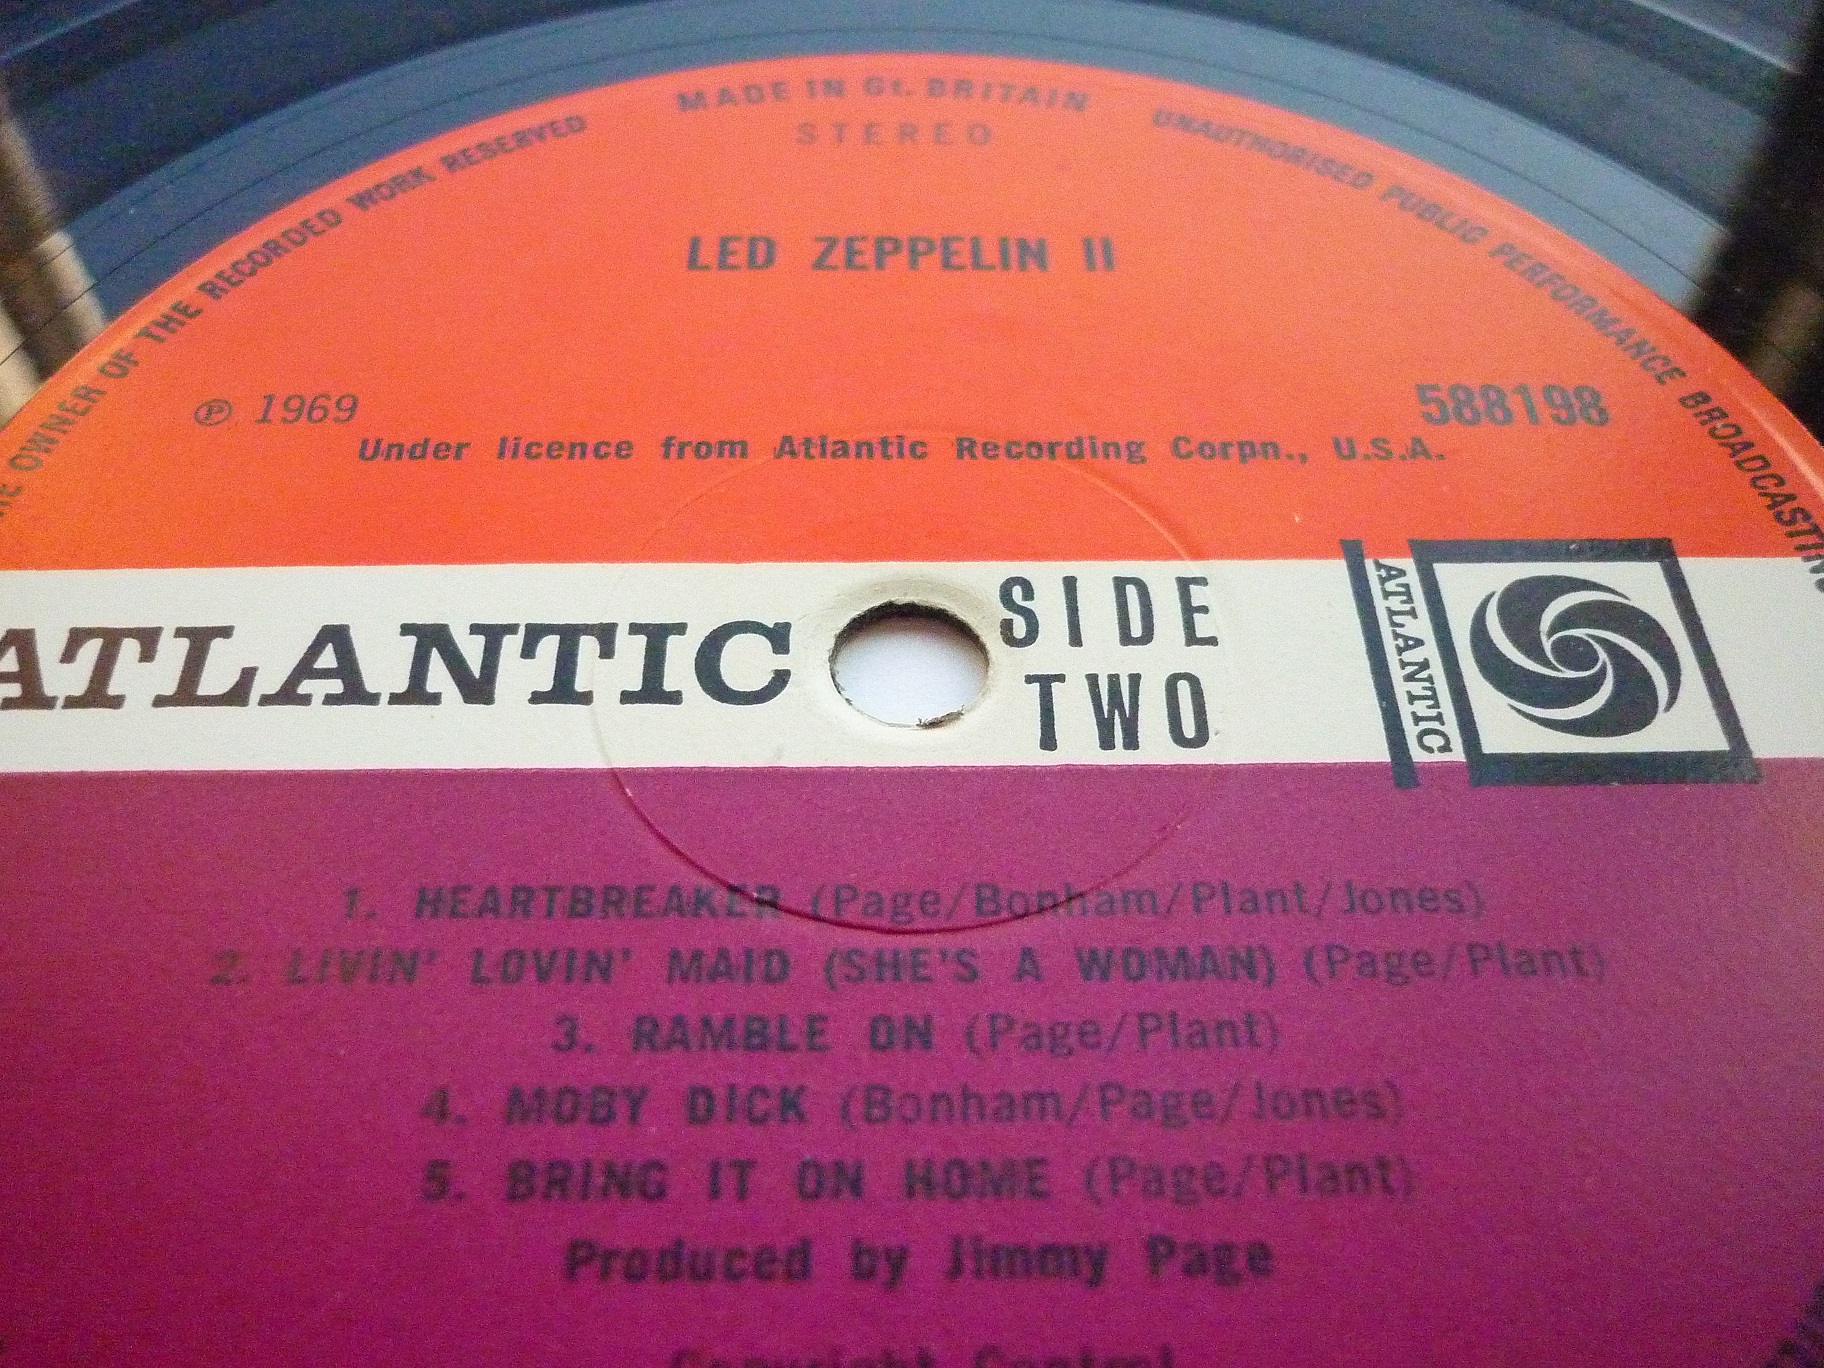 MADE IN Gt. BRITAIN
OWNER OF THE RECORDED WORK RESERVED
UNAUTHORISED PUBLIC PERFORMANCE BROADCASTING
STEREO
LED ZEPPELIN II
℗ 1969
588198
Under licence from Atlantic Recording Corpn., U.S.A.
ATLANTIC
SIDE
TWO
ATLANTIC
1. HEARTBREAKER (Page/Bonham/Plant/Jones)
2. LIVIN' LOVIN' MAID (SHE'S A WOMAN) (Page/Plant)
3. RAMBLE ON (Page/Plant)
4. MOBY DICK (Bonham/Page/Jones)
5. BRING IT ON HOME (Page/Plant)
Produced by Jimmy Page
Copyright Control